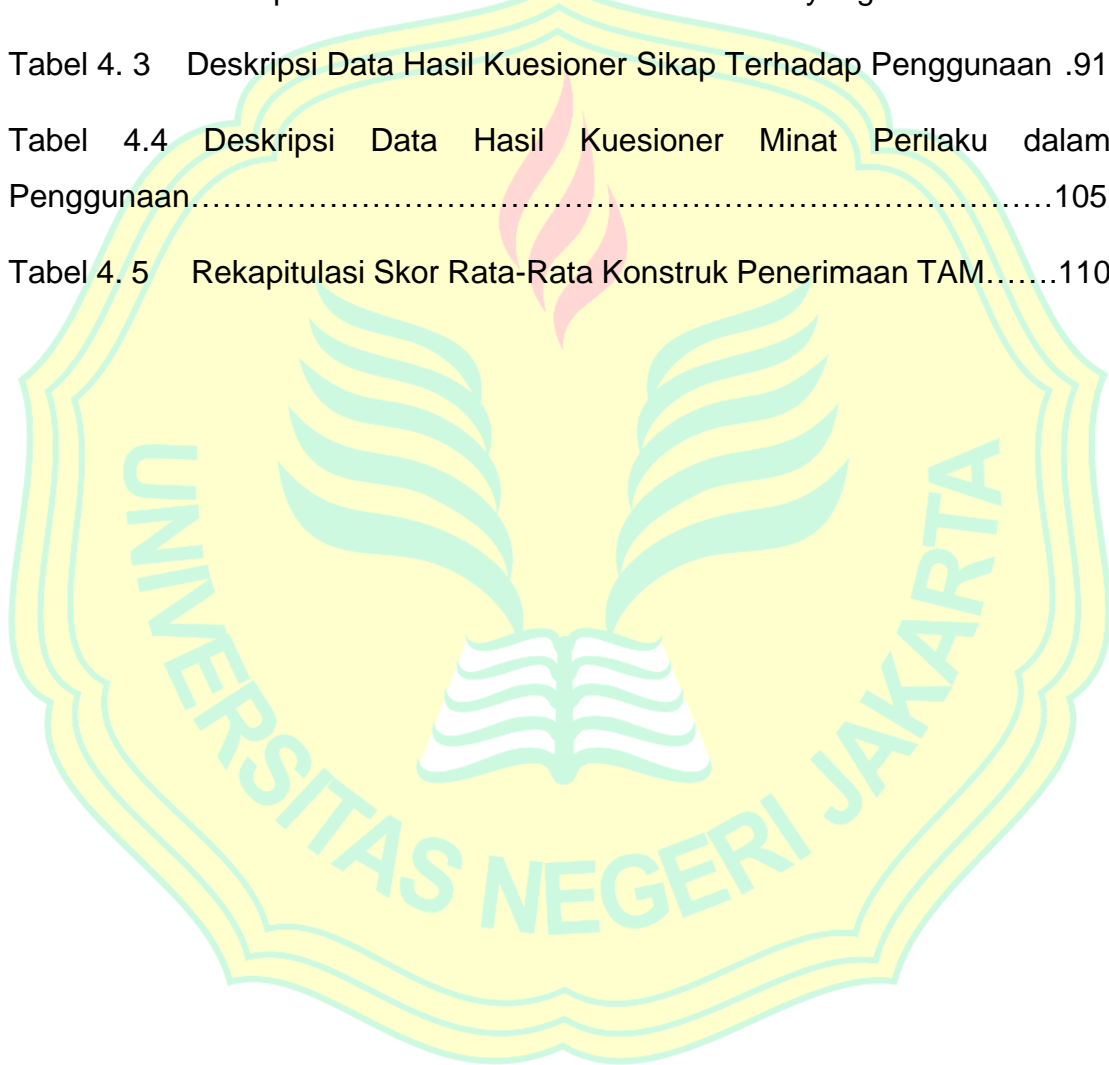 Tabel 4. 3 Deskripsi Data Hasil Kuesioner Sikap Terhadap Penggunaan .91
Tabel 4.4 Deskripsi Data Hasil Kuesioner Minat Perilaku dalam
Penggunaan…………………………………………………………………………105
Tabel 4. 5 Rekapitulasi Skor Rata-Rata Konstruk Penerimaan TAM…….110
UNIVERSITAS NEGERI JAKARTA